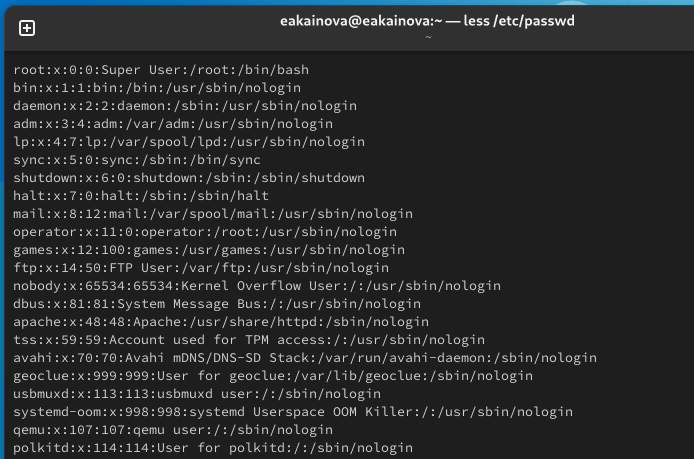 eakainova@eakainova:~ — less /etc/passwd
~
root:x:0:0:Super User:/root:/bin/bash
bin:x:1:1:bin:/bin:/usr/sbin/nologin
daemon:x:2:2:daemon:/sbin:/usr/sbin/nologin
adm:x:3:4:adm:/var/adm:/usr/sbin/nologin
lp:x:4:7:lp:/var/spool/lpd:/usr/sbin/nologin
sync:x:5:0:sync:/sbin:/bin/sync
shutdown:x:6:0:shutdown:/sbin:/sbin/shutdown
halt:x:7:0:halt:/sbin:/sbin/halt
mail:x:8:12:mail:/var/spool/mail:/usr/sbin/nologin
operator:x:11:0:operator:/root:/usr/sbin/nologin
games:x:12:100:games:/usr/games:/usr/sbin/nologin
ftp:x:14:50:FTP User:/var/ftp:/usr/sbin/nologin
nobody:x:65534:65534:Kernel Overflow User:/:/usr/sbin/nologin
dbus:x:81:81:System Message Bus:/:/usr/sbin/nologin
apache:x:48:48:Apache:/usr/share/httpd:/sbin/nologin
tss:x:59:59:Account used for TPM access:/:/usr/sbin/nologin
avahi:x:70:70:Avahi mDNS/DNS-SD Stack:/var/run/avahi-daemon:/sbin/nologin
geoclue:x:999:999:User for geoclue:/var/lib/geoclue:/sbin/nologin
usbmuxd:x:113:113:usbmuxd user:/:/sbin/nologin
systemd-oom:x:998:998:systemd Userspace OOM Killer:/:/usr/sbin/nologin
qemu:x:107:107:qemu user:/:/sbin/nologin
polkitd:x:114:114:User for polkitd:/:/sbin/nologin